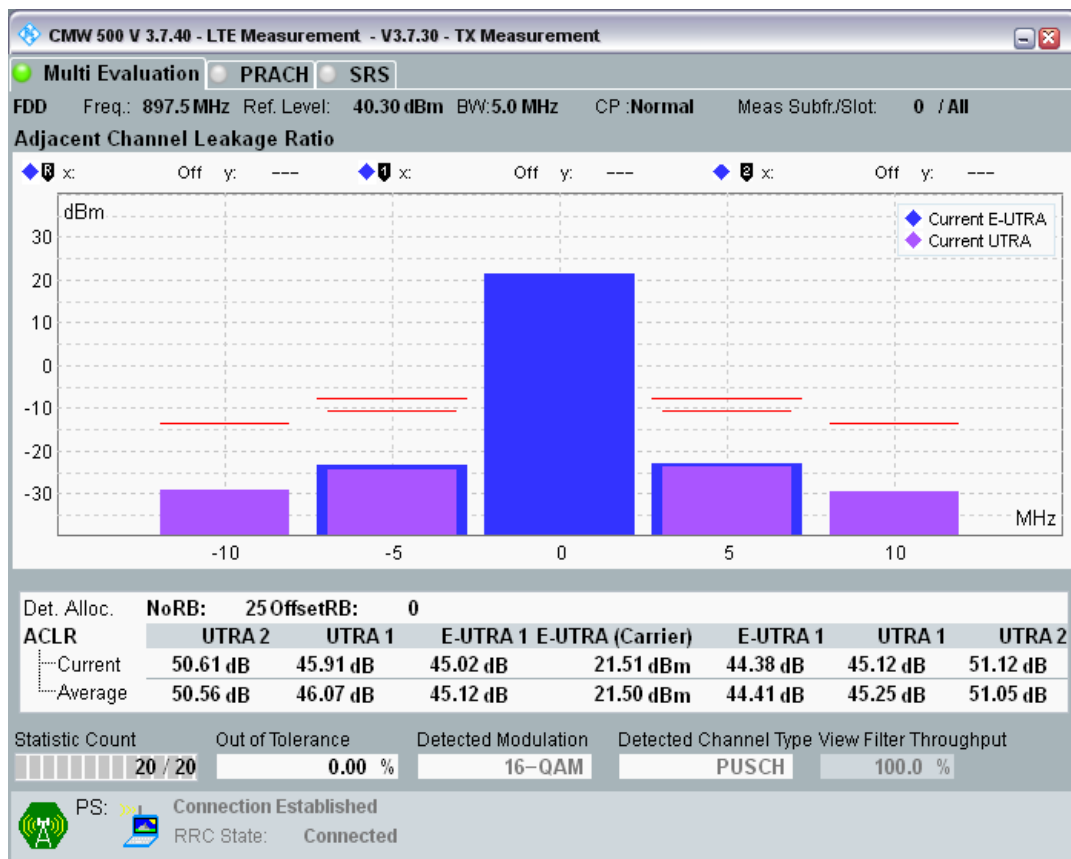 CMW 500 V 3.7.40 - LTE Measurement - V3.7.30 - TX Measurement
Multi Evaluation PRACH SRS
FDD Freq.: 897.5 MHz Ref. Level: 40.30 dBm BW:5.0 MHz CP :Normal Meas Subfr./Slot: 0 / All
Adjacent Channel Leakage Ratio
R x: Off y: --- 1 x: Off y: --- 2 x: Off y: ---
dBm
Current E-UTRA
Current UTRA
30
20
10
0
-10
-20
-30
MHz
-10 -5 0 5 10
Det. Alloc. NoRB: 25 OffsetRB: 0
ACLR UTRA 2 UTRA 1 E-UTRA 1 E-UTRA (Carrier) E-UTRA 1 UTRA 1 UTRA 2
Current 50.61 dB 45.91 dB 45.02 dB 21.51 dBm 44.38 dB 45.12 dB 51.12 dB
Average 50.56 dB 46.07 dB 45.12 dB 21.50 dBm 44.41 dB 45.25 dB 51.05 dB
Statistic Count Out of Tolerance Detected Modulation Detected Channel Type View Filter Throughput
20 / 20 0.00 % 16-QAM PUSCH 100.0 %
PS: Connection Established
RRC State: Connected